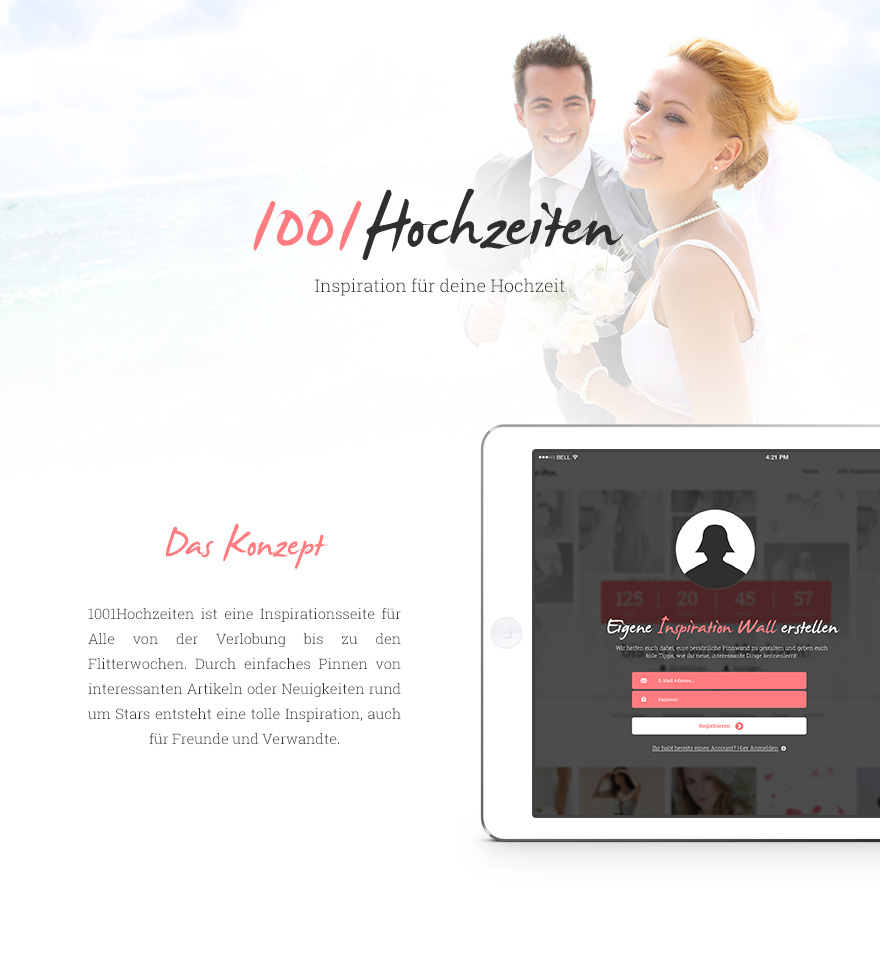 1001Hochzeiten
Inspiration für deine Hochzeit
Das Konzept
1001Hochzeiten ist eine Inspirationsseite für
Alle von der Verlobung bis zu den
Flitterwochen. Durch einfaches Pinnen von
interessanten Artikeln oder Neuigkeiten rund
um Stars entsteht eine tolle Inspiration, auch
für Freunde und Verwandte.
BELL 4:21 PM
125 : 20 : 45 : 57
Eigene Inspiration Wall erstellen
Wir helfen euch dabei, eure persönliche Pinnwand zu gestalten und geben euch
tolle Tipps, wie ihr neue, interessante Dinge kennenlernt!
E-Mail Adresse...
Passwort
Registrieren
Ihr habt bereits einen Account? Hier Anmelden